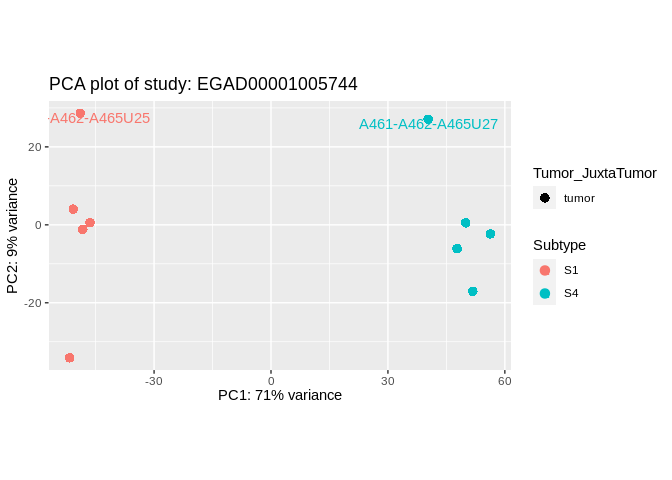 PCA plot of study: EGAD00001005744
-A462-A465U25
A461-A462-A465U27
20
0
-20
-30
0
30
60
PC1: 71% variance
PC2: 9% variance
Tumor_JuxtaTumor
tumor
Subtype
S1
S4